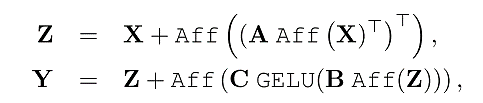 Z = X + Aff ((A Aff (X)⊤)⊤),
Y = Z + Aff (C GELU(B Aff(Z))),